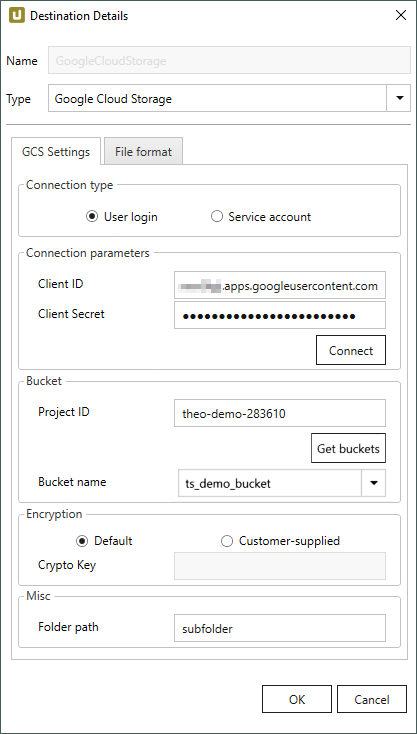 Destination Details
Name GoogleCloudStorage
Type Google Cloud Storage
GCS Settings File format
Connection type
User login Service account
Connection parameters
Client ID .apps.googleusercontent.com
Client Secret ●●●●●●●●●●●●●●●●●●●●●●●●
Connect
Bucket
Project ID theo-demo-283610
Get buckets
Bucket name ts_demo_bucket
Encryption
Default Customer-supplied
Crypto Key
Misc
Folder path subfolder
OK Cancel